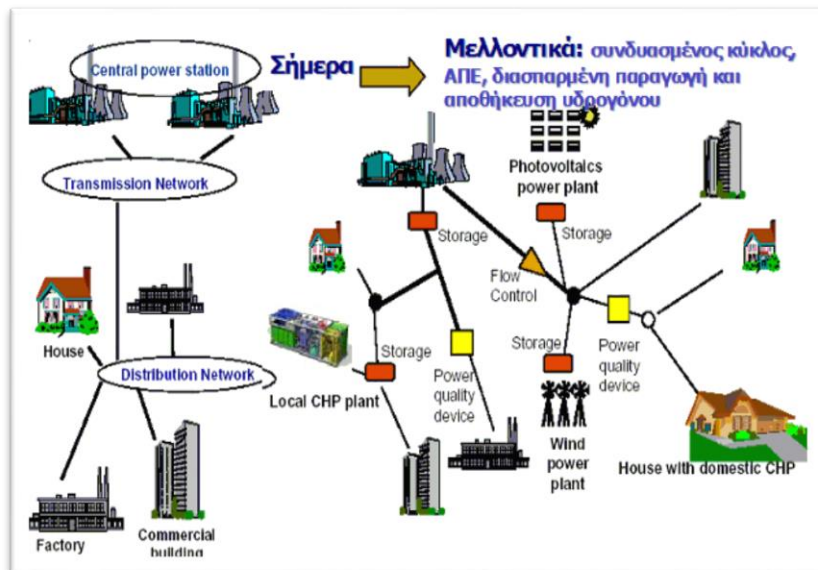 Central power station
Σήμερα
Μελλοντικά: συνδυασμένος κύκλος,
ΑΠΕ, διασπαρμένη παραγωγή και
αποθήκευση υδρογόνου
Transmission Network
House
Distribution Network
Factory
Commercial
building
Storage
Local CHP plant
Storage
Power
quality
device
Flow
Control
Photovoltaics
power plant
Storage
Storage
Wind
power
plant
Power
quality
device
House with domestic CHP